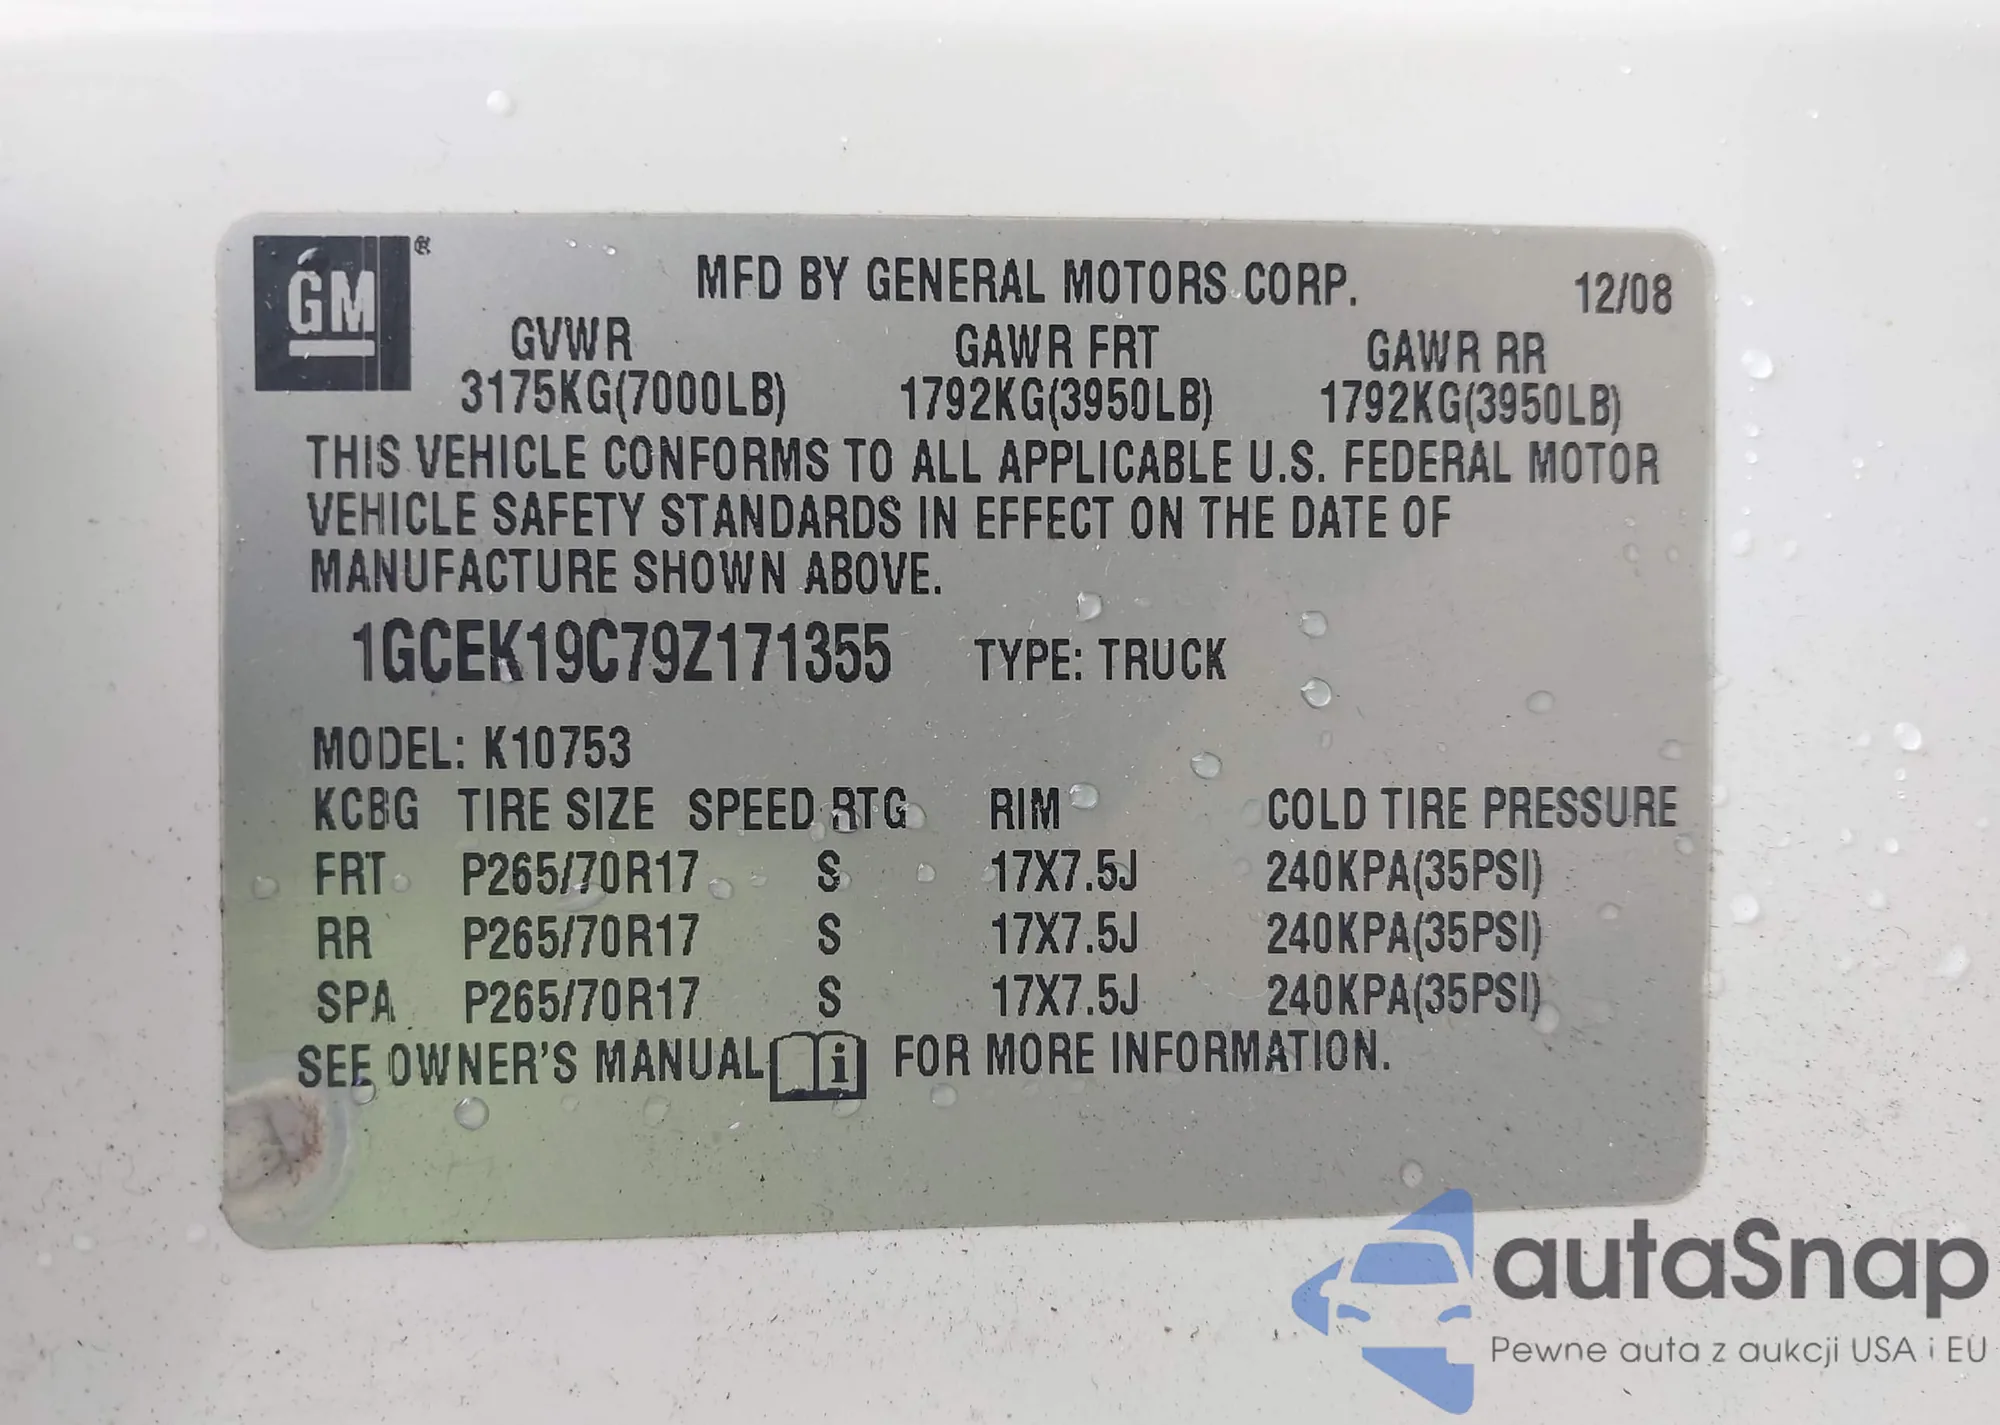 GM ®
MFD BY GENERAL MOTORS CORP. 12/08
GVWR GAWR FRT GAWR RR
3175KG(7000LB) 1792KG(3950LB) 1792KG(3950LB)
THIS VEHICLE CONFORMS TO ALL APPLICABLE U.S. FEDERAL MOTOR
VEHICLE SAFETY STANDARDS IN EFFECT ON THE DATE OF
MANUFACTURE SHOWN ABOVE.
1GCEK19C79Z171355 TYPE: TRUCK
MODEL: K10753
KCBG TIRE SIZE SPEED RTG RIM COLD TIRE PRESSURE
FRT P265/70R17 S 17X7.5J 240KPA(35PSI)
RR P265/70R17 S 17X7.5J 240KPA(35PSI)
SPA P265/70R17 S 17X7.5J 240KPA(35PSI)
SEE OWNER'S MANUAL i FOR MORE INFORMATION.
autaSnap
Pewne auta z aukcji USA i EU